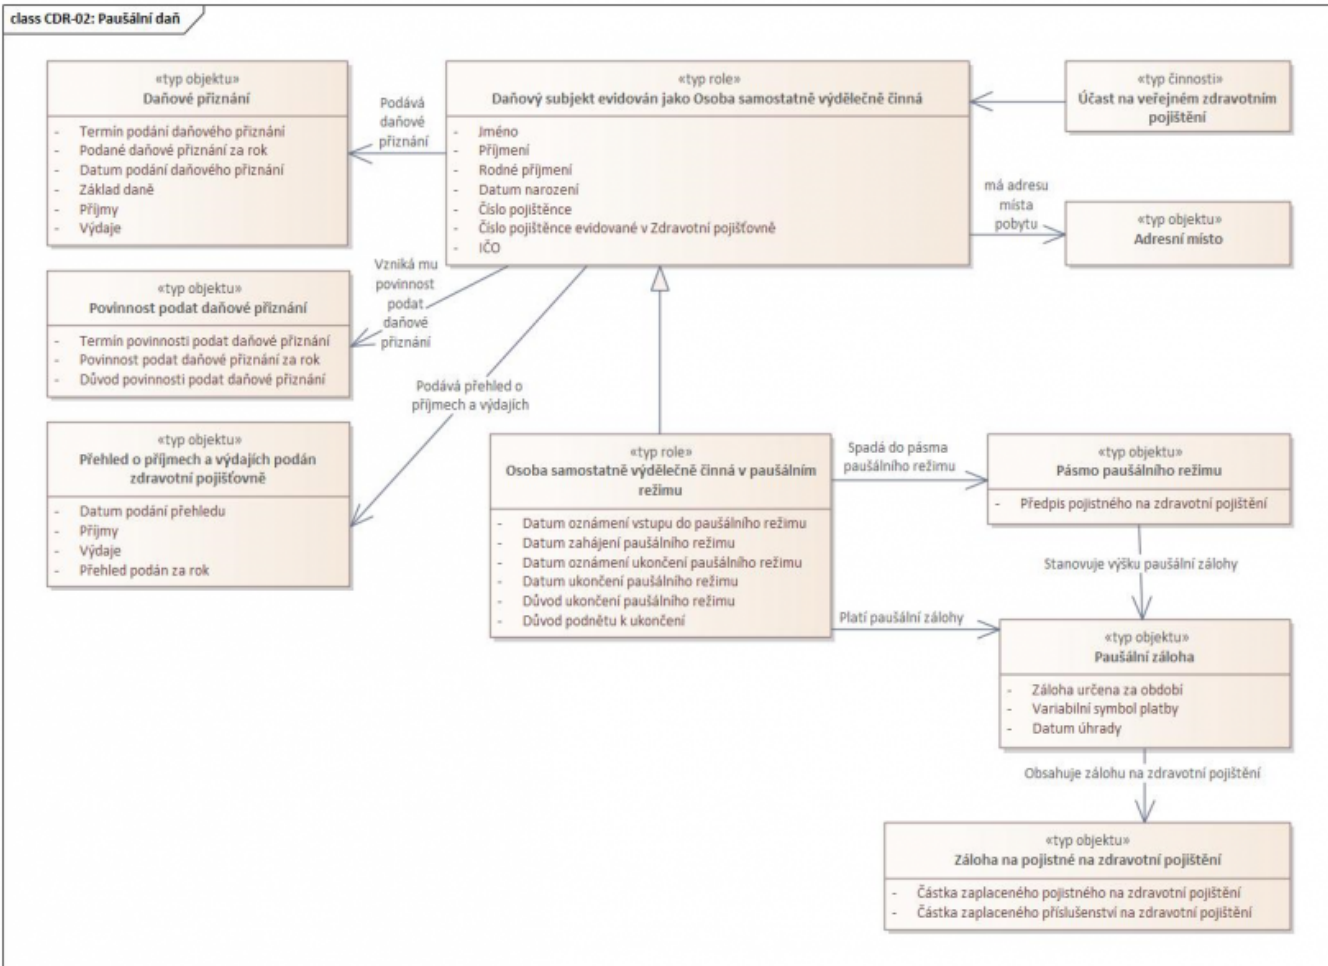 class CDR-02: Paušální daň
«typ objektu»
Daňové přiznání
- Termín podání daňového přiznání
- Podané daňové přiznání za rok
- Datum podání daňového přiznání
- Základ daně
- Příjmy
- Výdaje
Podává
daňové
přiznání
«typ role»
Daňový subjekt evidován jako Osoba samostatně výdělečně činná
- Jméno
- Příjmení
- Rodné příjmení
- Datum narození
- Číslo pojištěnce
- Číslo pojištěnce evidované v Zdravotní pojišťovně
- IČO
«typ činnosti»
Účast na veřejném zdravotním
pojištění
má adresu
místa
pobytu
«typ objektu»
Adresní místo
Vzniká mu
povinnost
podat
daňové
přiznání
«typ objektu»
Povinnost podat daňové přiznání
- Termín povinnosti podat daňové přiznání
- Povinnost podat daňové přiznání za rok
- Důvod povinnosti podat daňové přiznání
Podává přehled o
příjmech a výdajích
«typ objektu»
Přehled o příjmech a výdajích podán
zdravotní pojišťovně
- Datum podání přehledu
- Příjmy
- Výdaje
- Přehled podán za rok
«typ role»
Osoba samostatně výdělečně činná v paušálním
režimu
- Datum oznámení vstupu do paušálního režimu
- Datum zahájení paušálního režimu
- Datum oznámení ukončení paušálního režimu
- Datum ukončení paušálního režimu
- Důvod ukončení paušálního režimu
- Důvod podnětu k ukončení
Spadá do pásma
paušálního režimu
«typ objektu»
Pásmo paušálního režimu
- Předpis pojistného na zdravotní pojištění
Stanovuje výšku paušální zálohy
Platí paušální zálohy
«typ objektu»
Paušální záloha
- Záloha určena za období
- Variabilní symbol platby
- Datum úhrady
Obsahuje zálohu na zdravotní pojištění
«typ objektu»
Záloha na pojistné na zdravotní pojištění
- Částka zaplaceného pojistného na zdravotní pojištění
- Částka zaplaceného příslušenství na zdravotní pojištění